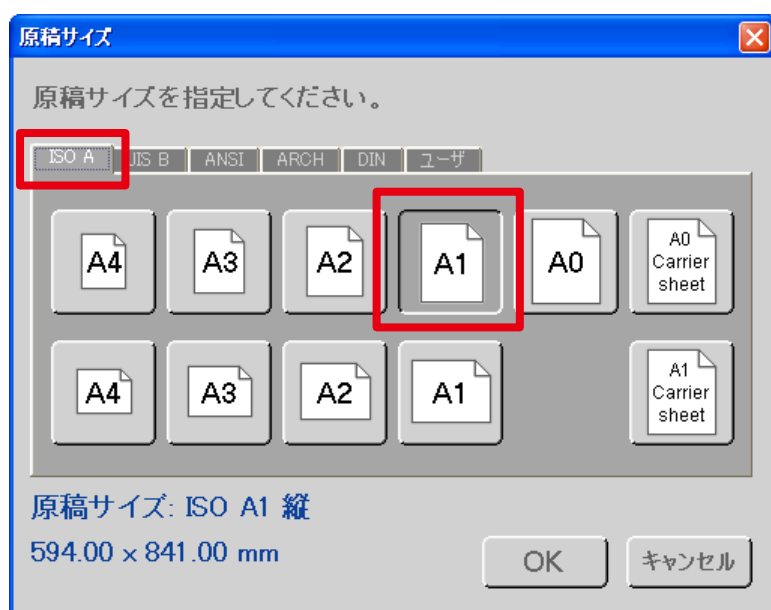 原稿サイズ
原稿サイズを指定してください。
ISO A JIS B ANSI ARCH DIN ユーザ
A4 A3 A2 A1 A0 A0 Carrier sheet
A4 A3 A2 A1 A1 Carrier sheet
原稿サイズ: ISO A1 縦
594.00 x 841.00 mm
OK キャンセル